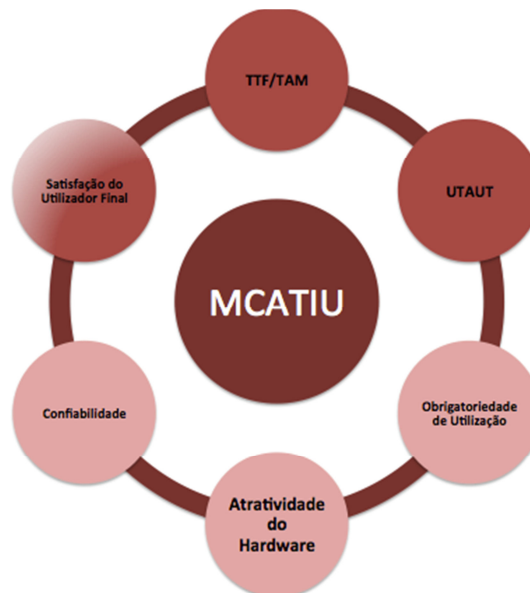 TTF/TAM
Satisfação do
Utilizador Final
UTAUT
MCATIU
Confiabilidade
Obrigatoriedade
de Utilização
Atratividade
do
Hardware